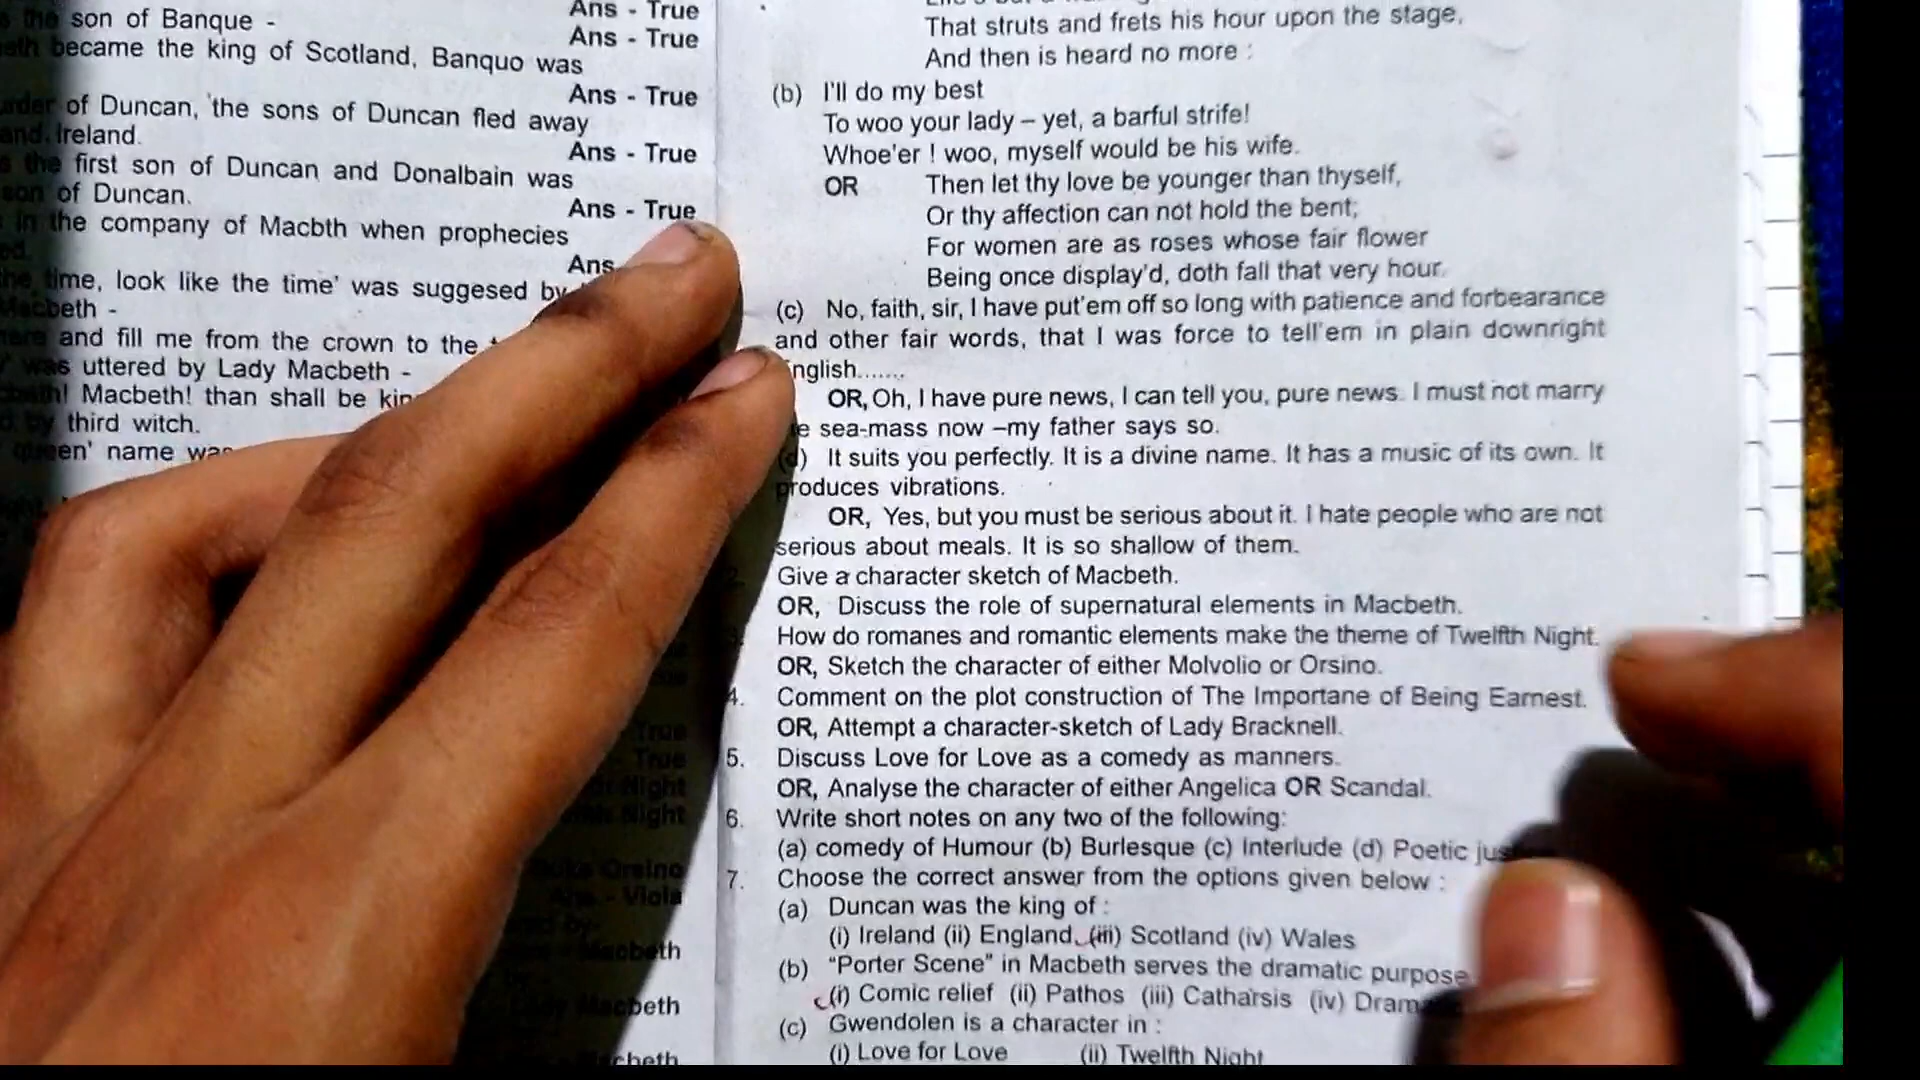 the son of Banque -
Ans - True
became the king of Scotland, Banquo was
Ans - True
of Duncan, the sons of Duncan fled away
Ans - True
and Ireland.
the first son of Duncan and Donalbain was
Ans - True
son of Duncan.
in the company of Macbth when prophecies
Ans - True
time, look like the time' was suggesed by
Ans
Macbeth -
and fill me from the crown to the
was uttered by Lady Macbeth -
Macbeth! than shall be
by third witch.
queen' name was
True
True
Night
Night
Orsino
Ans - Viola
Macbeth
Lady Macbeth
That struts and frets his hour upon the stage,
And then is heard no more :
(b) I'll do my best
To woo your lady – yet, a barful strife!
Whoe'er ! woo, myself would be his wife.
OR Then let thy love be younger than thyself,
Or thy affection can not hold the bent;
For women are as roses whose fair flower
Being once display'd, doth fall that very hour.
(c) No, faith, sir, I have put'em off so long with patience and forbearance
and other fair words, that I was force to tell'em in plain downright
nglish.......
OR, Oh, I have pure news, I can tell you, pure news. I must not marry
e sea-mass now –my father says so.
(d) It suits you perfectly. It is a divine name. It has a music of its own. It
produces vibrations.
OR, Yes, but you must be serious about it. I hate people who are not
serious about meals. It is so shallow of them.
2. Give a character sketch of Macbeth.
OR, Discuss the role of supernatural elements in Macbeth.
How do romanes and romantic elements make the theme of Twelfth Night.
OR, Sketch the character of either Molvolio or Orsino.
4. Comment on the plot construction of The Importane of Being Earnest.
OR, Attempt a character-sketch of Lady Bracknell.
5. Discuss Love for Love as a comedy as manners.
OR, Analyse the character of either Angelica OR Scandal.
6. Write short notes on any two of the following:
(a) comedy of Humour (b) Burlesque (c) Interlude (d) Poetic
7. Choose the correct answer from the options given below :
(a) Duncan was the king of :
(i) Ireland (ii) England (iii) Scotland (iv) Wales
(b) “Porter Scene” in Macbeth serves the dramatic purpose
(i) Comic relief (ii) Pathos (iii) Catharsis (iv)
(c) Gwendolen is a character in :
(i) Love for Love (ii) Twelfth Night